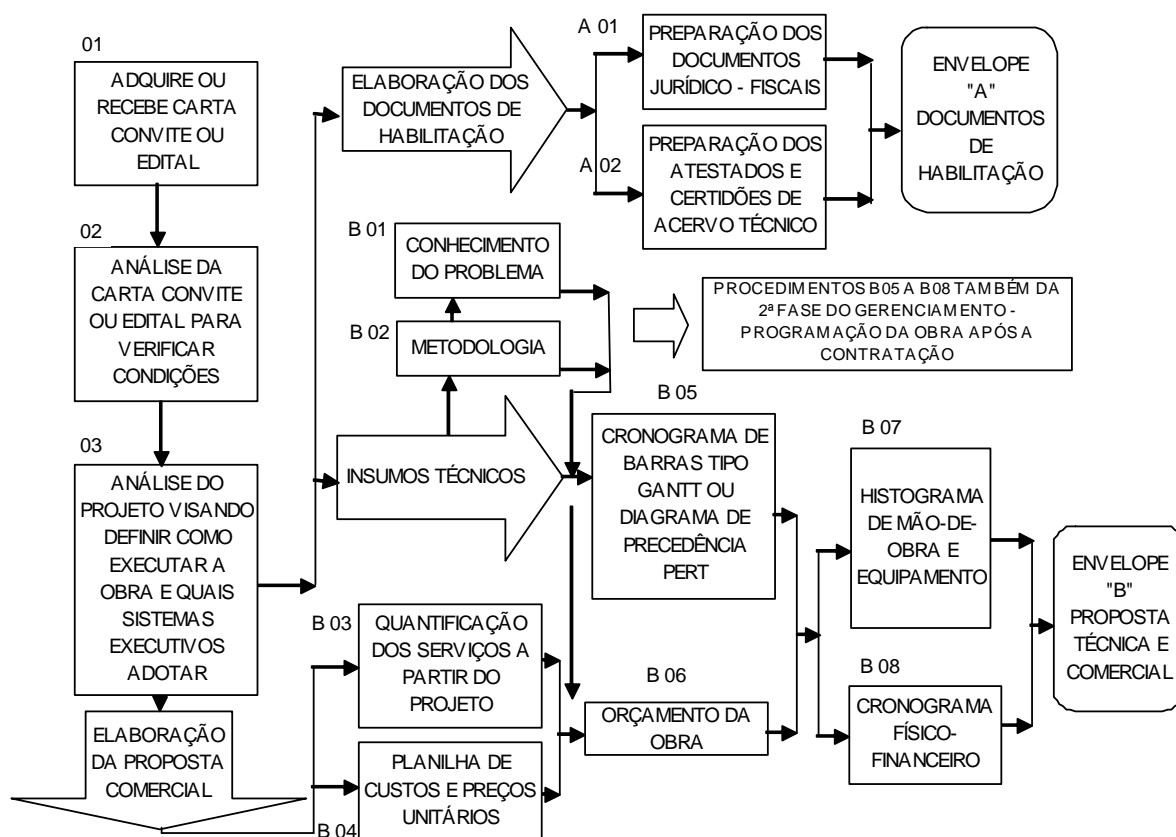 01
ADQUIRE OU
RECEBE CARTA
CONVITE OU
EDITAL
02
ANÁLISE DA
CARTA CONVITE
OU EDITAL PARA
VERIFICAR
CONDIÇÕES
03
ANÁLISE DO
PROJETO VISANDO
DEFINIR COMO
EXECUTAR A
OBRA E QUAIS
SISTEMAS
EXECUTIVOS
ADOTAR
ELABORAÇÃO
DA PROPOSTA
COMERCIAL
ELABORAÇÃO DOS
DOCUMENTOS DE
HABILITAÇÃO
A 01
PREPARAÇÃO DOS
DOCUMENTOS
JURÍDICO - FISCAIS
A 02
PREPARAÇÃO DOS
ATESTADOS E
CERTIDÕES DE
ACERVO TÉCNICO
ENVELOPE
"A"
DOCUMENTOS
DE
HABILITAÇÃO
B 01
CONHECIMENTO
DO PROBLEMA
B 02
METODOLOGIA
PROCEDIMENTOS B05 A B08 TAMBÉM DA
2ª FASE DO GERENCIAMENTO -
PROGRAMAÇÃO DA OBRA APÓS A
CONTRATAÇÃO
INSUMOS TÉCNICOS
B 05
CRONOGRAMA DE
BARRAS TIPO
GANTT OU
DIAGRAMA DE
PRECEDÊNCIA
PERT
B 03
QUANTIFICAÇÃO
DOS SERVIÇOS A
PARTIR DO
PROJETO
B 04
PLANILHA DE
CUSTOS E PREÇOS
UNITÁRIOS
B 06
ORÇAMENTO DA
OBRA
B 07
HISTOGRAMA
DE MÃO-DE-
OBRA E
EQUIPAMENTO
B 08
CRONOGRAMA
FÍSICO-
FINANCEIRO
ENVELOPE
"B"
PROPOSTA
TÉCNICA E
COMERCIAL